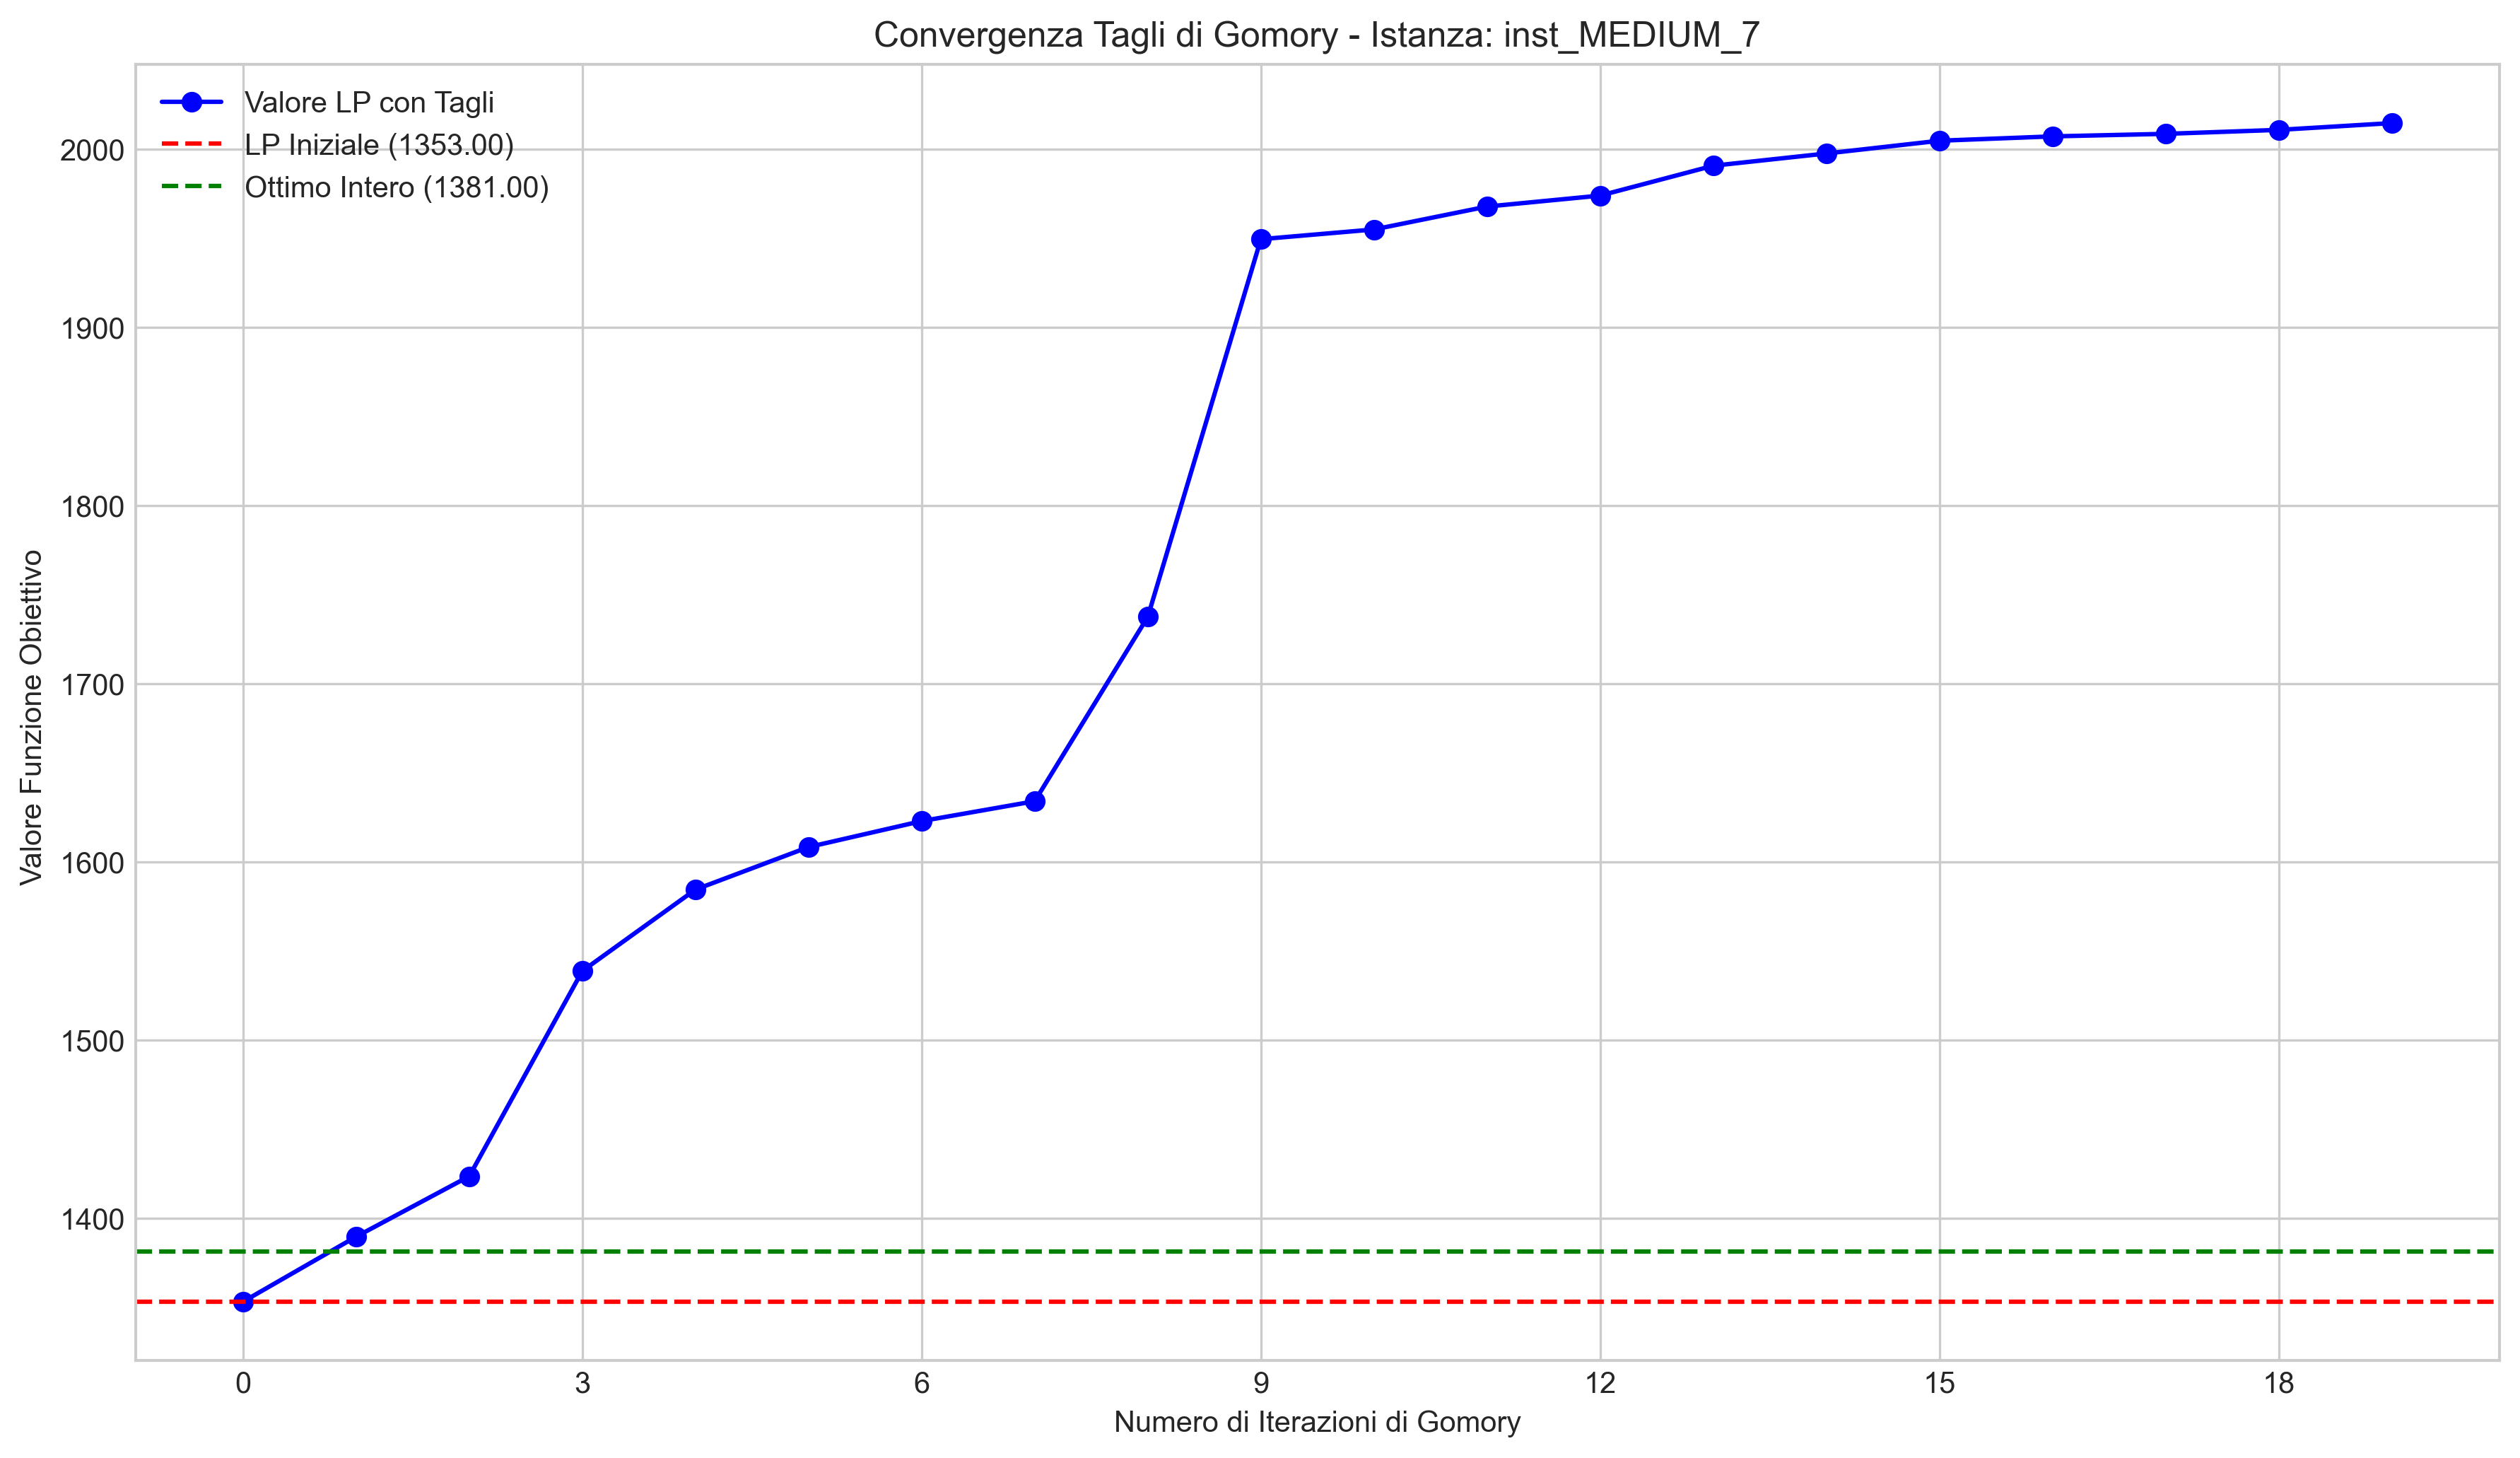 Convergenza Tagli di Gomory - Istanza: inst_MEDIUM_7
Valore LP con Tagli
LP Iniziale (1353.00)
Ottimo Intero (1381.00)
Valore Funzione Obiettivo
2000
1900
1800
1700
1600
1500
1400
0 3 6 9 12 15 18
Numero di Iterazioni di Gomory